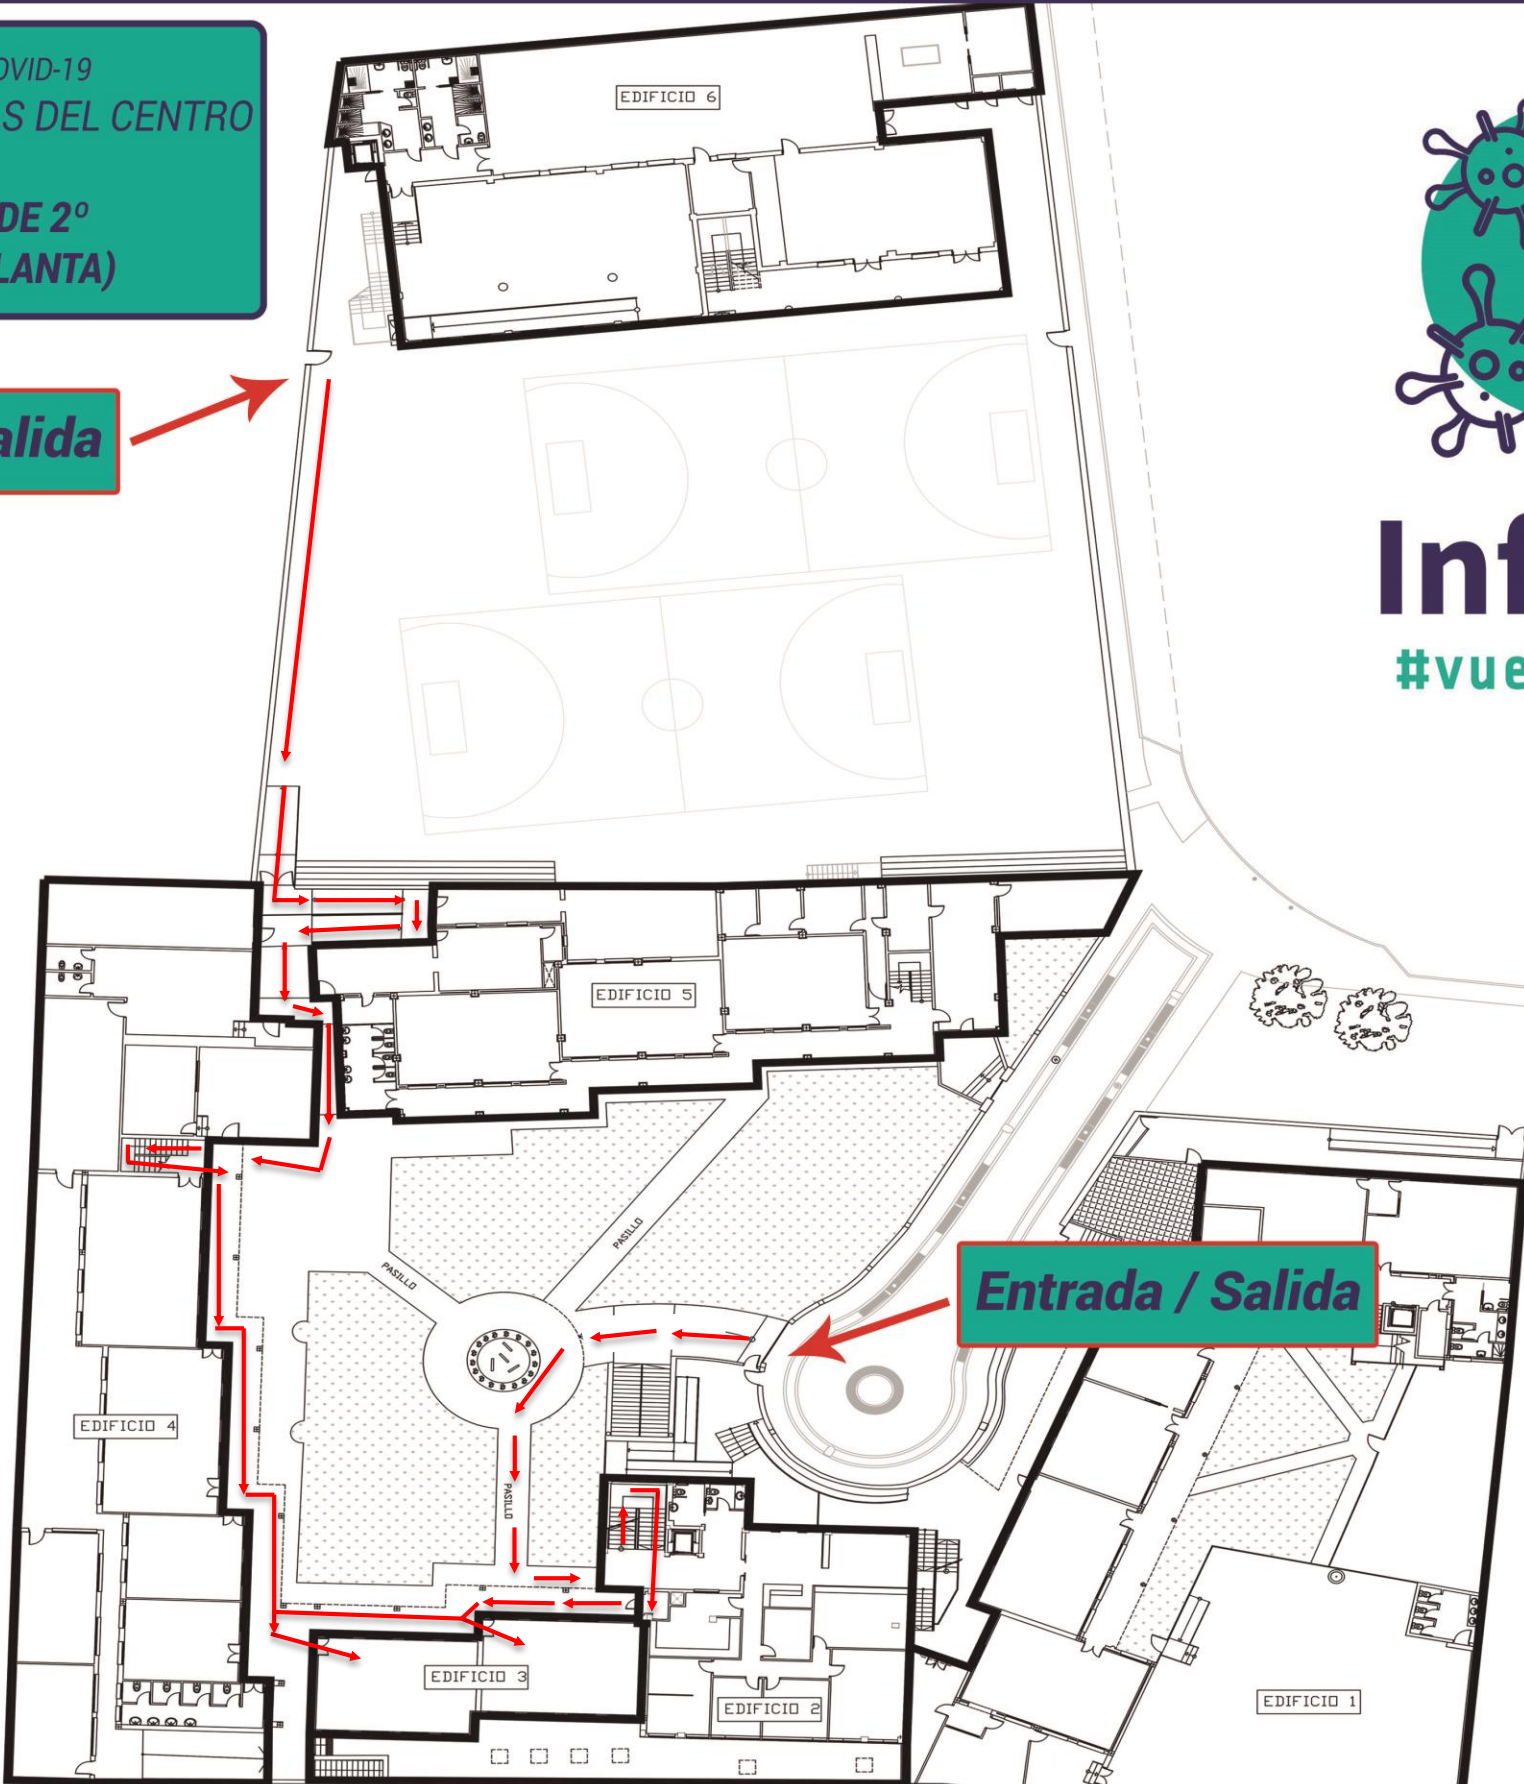 OVID-19
S DEL CENTRO
DE 2º
LANTA)
alida
EDIFICIO 6
Inf
#vue
EDIFICIO 5
PASILLO
PASILLO
Entrada / Salida
EDIFICIO 4
PASILLO
EDIFICIO 3
EDIFICIO 2
EDIFICIO 1